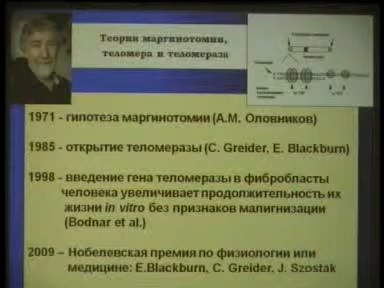 Теория маргинотомии,
теломера и теломераза
1971 - гипотеза маргинотомии (А.М. Оловников)
1985 - открытие теломеразы (C. Greider, E. Blackburn)
1998 – введение гена теломеразы в фибробласты
человека увеличивает продолжительность их
жизни in vitro без признаков малигнизации
(Bodnar et al.)
2009 – Нобелевская премия по физиологии или
медицине: E.Blackburn, C. Greider, J. Szostak